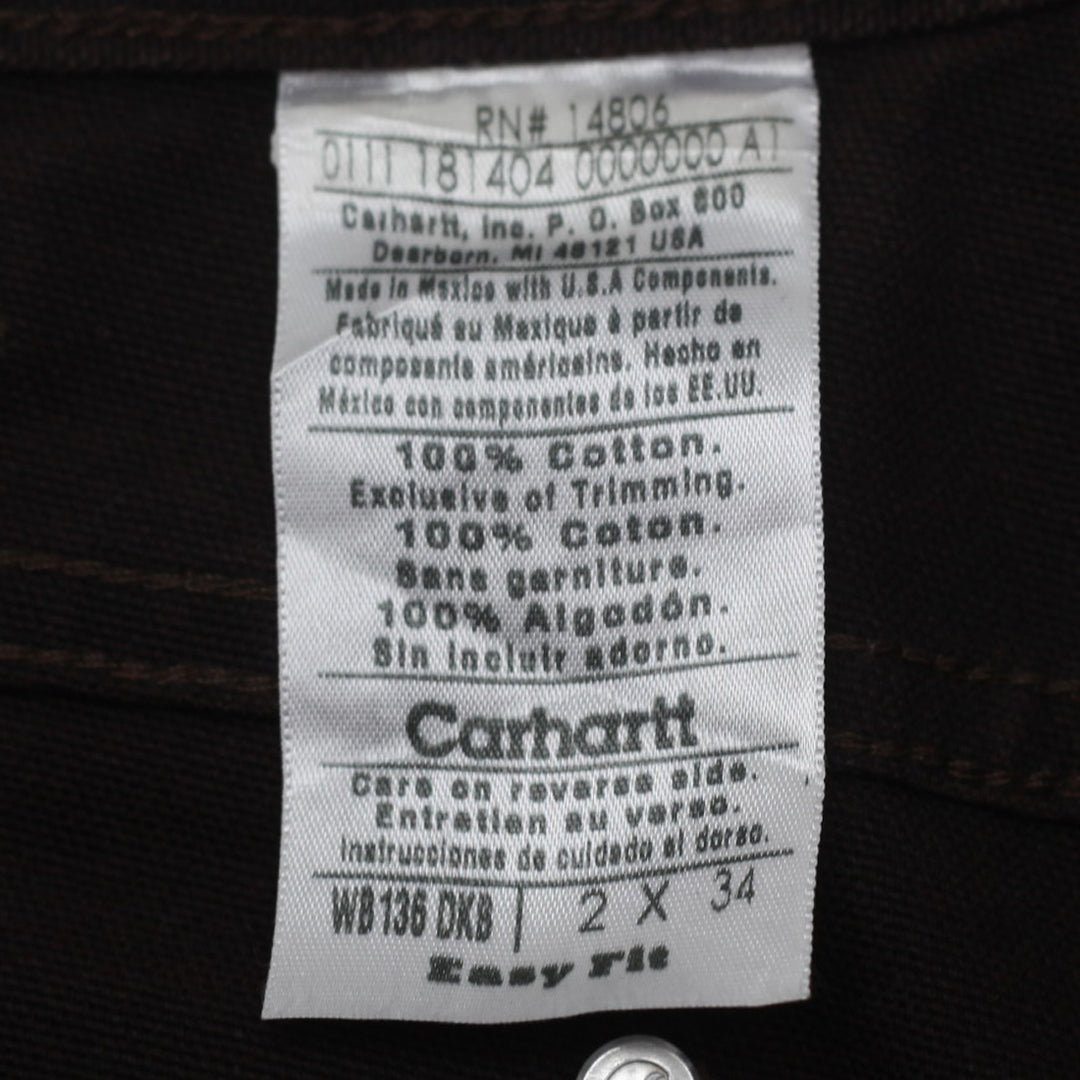 RN# 14806
0111 181404 0000000 A1
Carhartt, Inc. P. O. Box 600
Dearborn, MI 48121 USA
Made in Mexico with U.S.A Components.
Fabriqué au Mexique à partir de
composants américains. Hecho en
México con componentes de los EE.UU.
100% Cotton.
Exclusive of Trimming.
100% Coton.
Sans garniture.
100% Algodón.
Sin incluir adorno.
Carhartt
Care on reverse side.
Entretien au verso.
Instrucciones de cuidado al dorso.
WB136 DKB | 2 X 34
Easy Fit